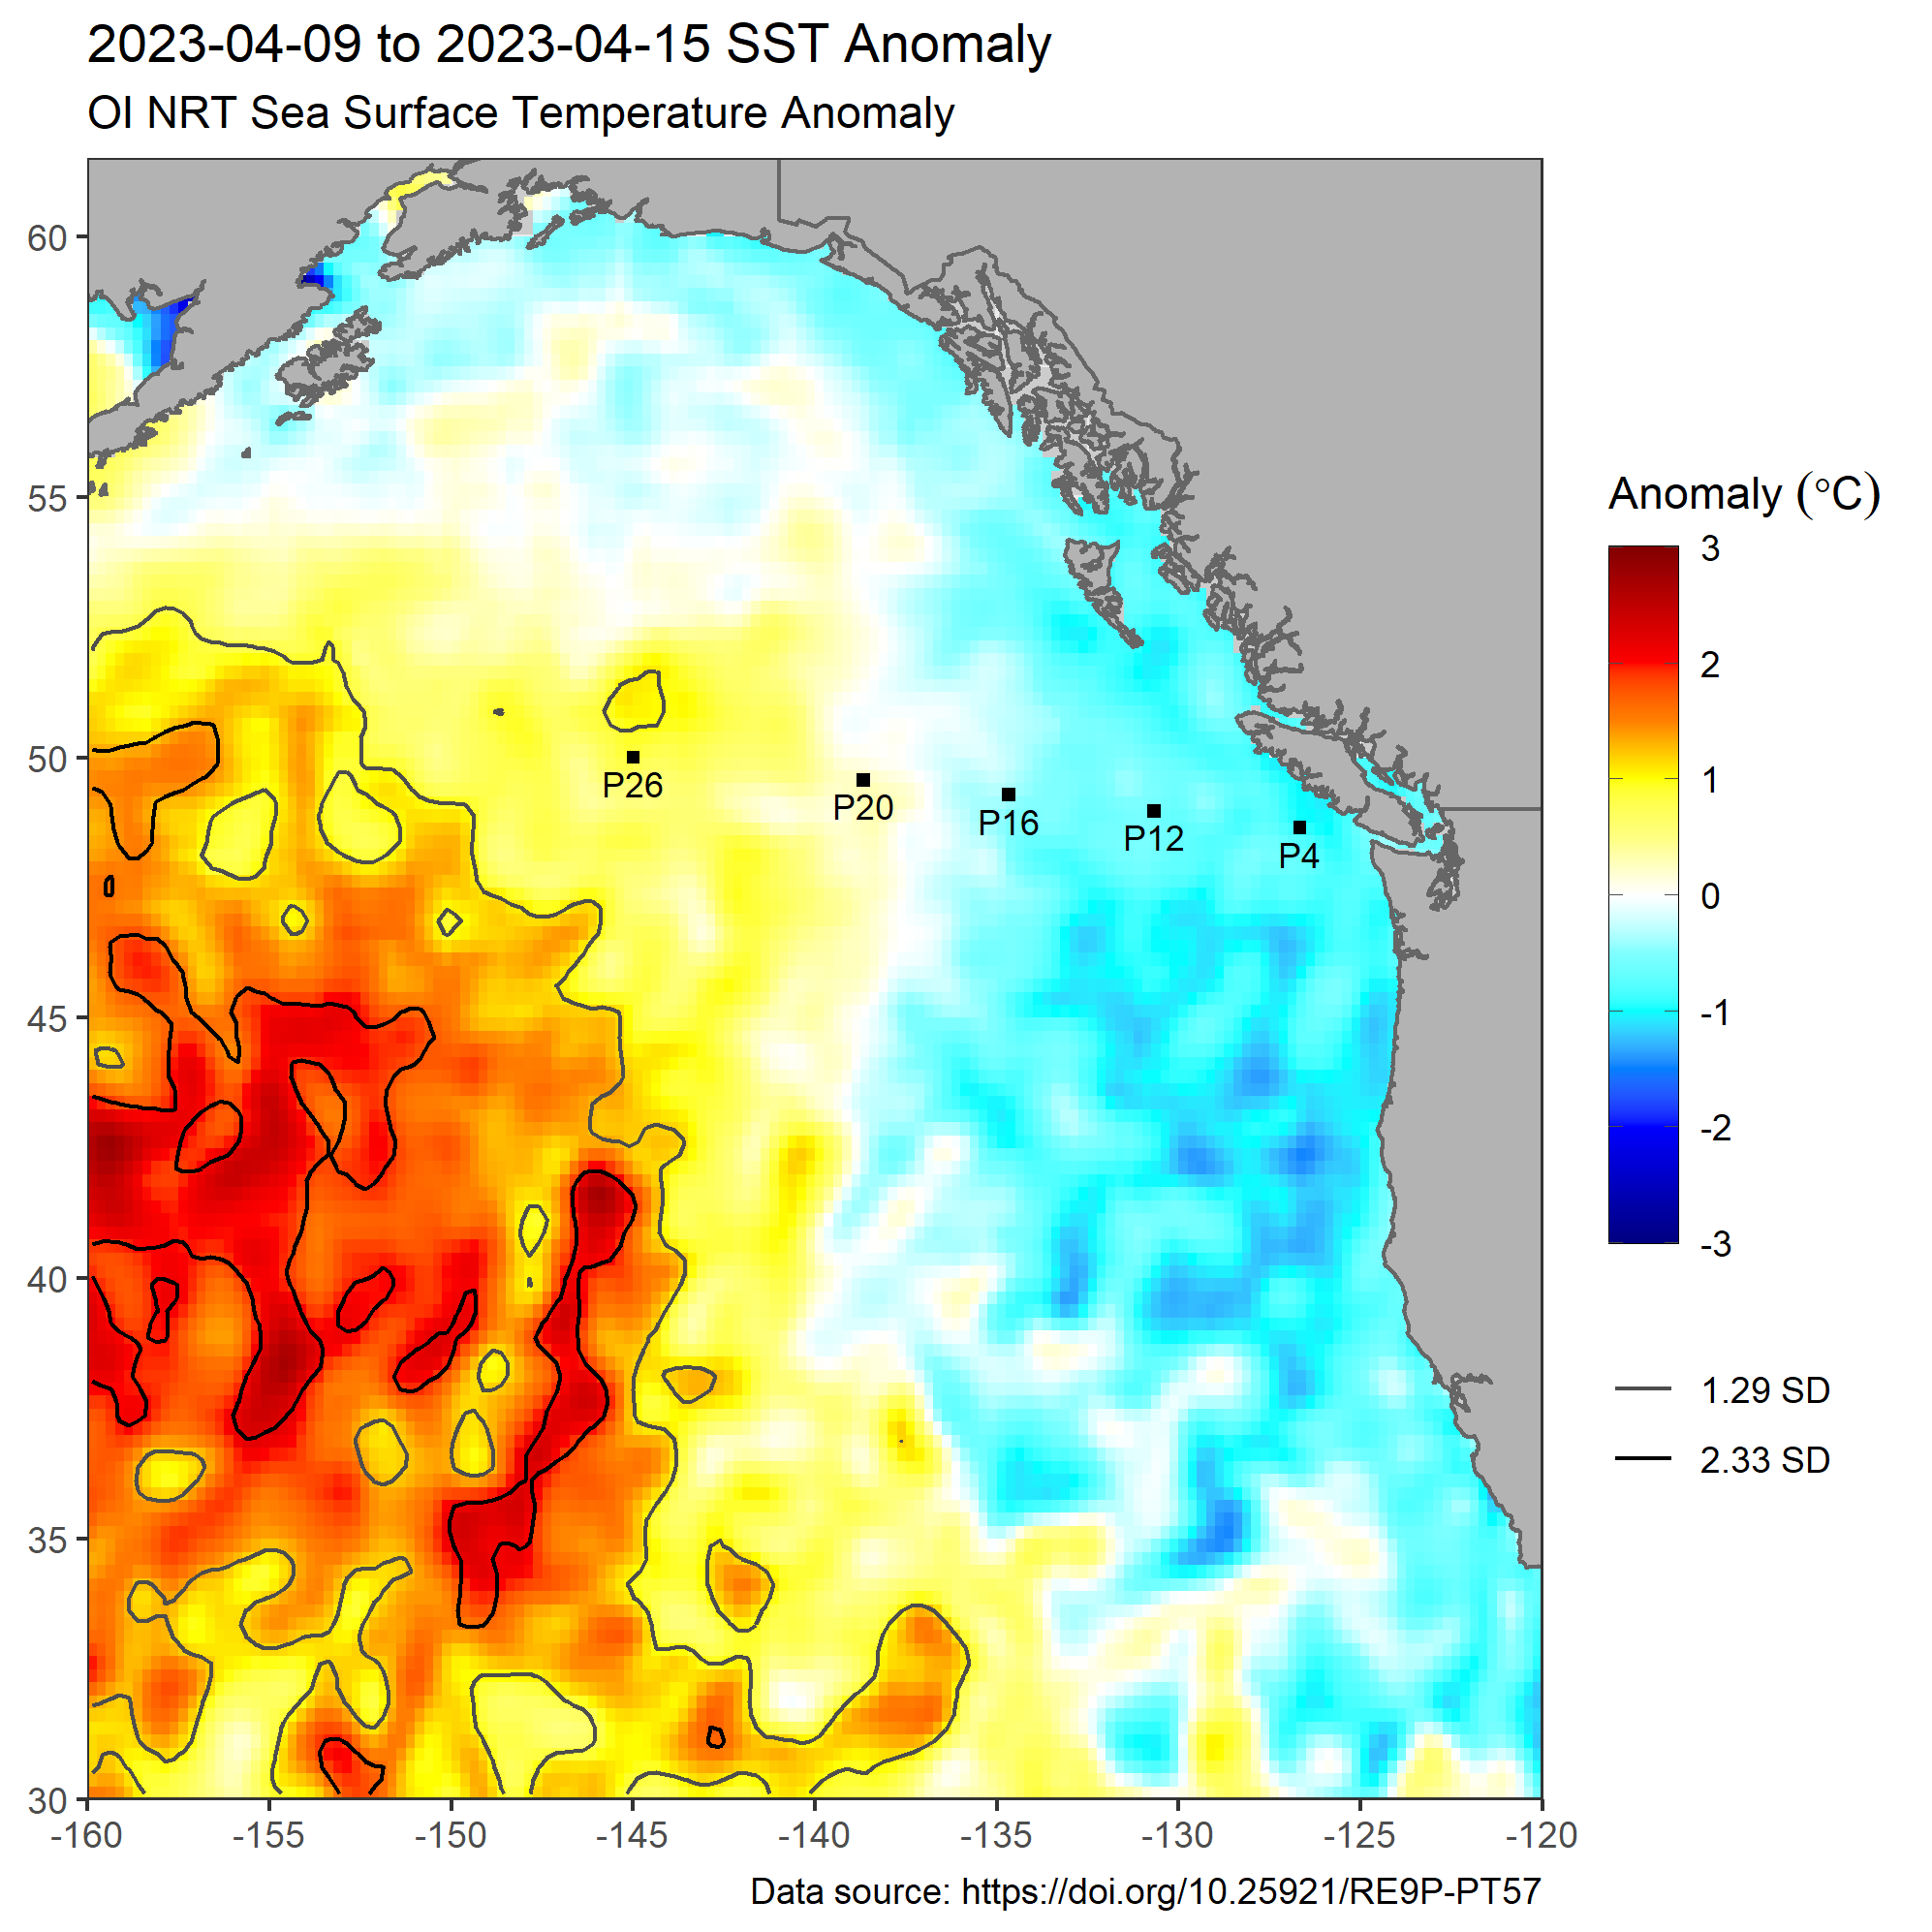 2023-04-09 to 2023-04-15 SST Anomaly
OI NRT Sea Surface Temperature Anomaly
60
55
50
45
40
35
30
-160
-155
-150
-145
-140
-135
-130
-125
-120
P26
P20
P16
P12
P4
Anomaly (°C)
3
2
1
0
-1
-2
-3
1.29 SD
2.33 SD
Data source: https://doi.org/10.25921/RE9P-PT57